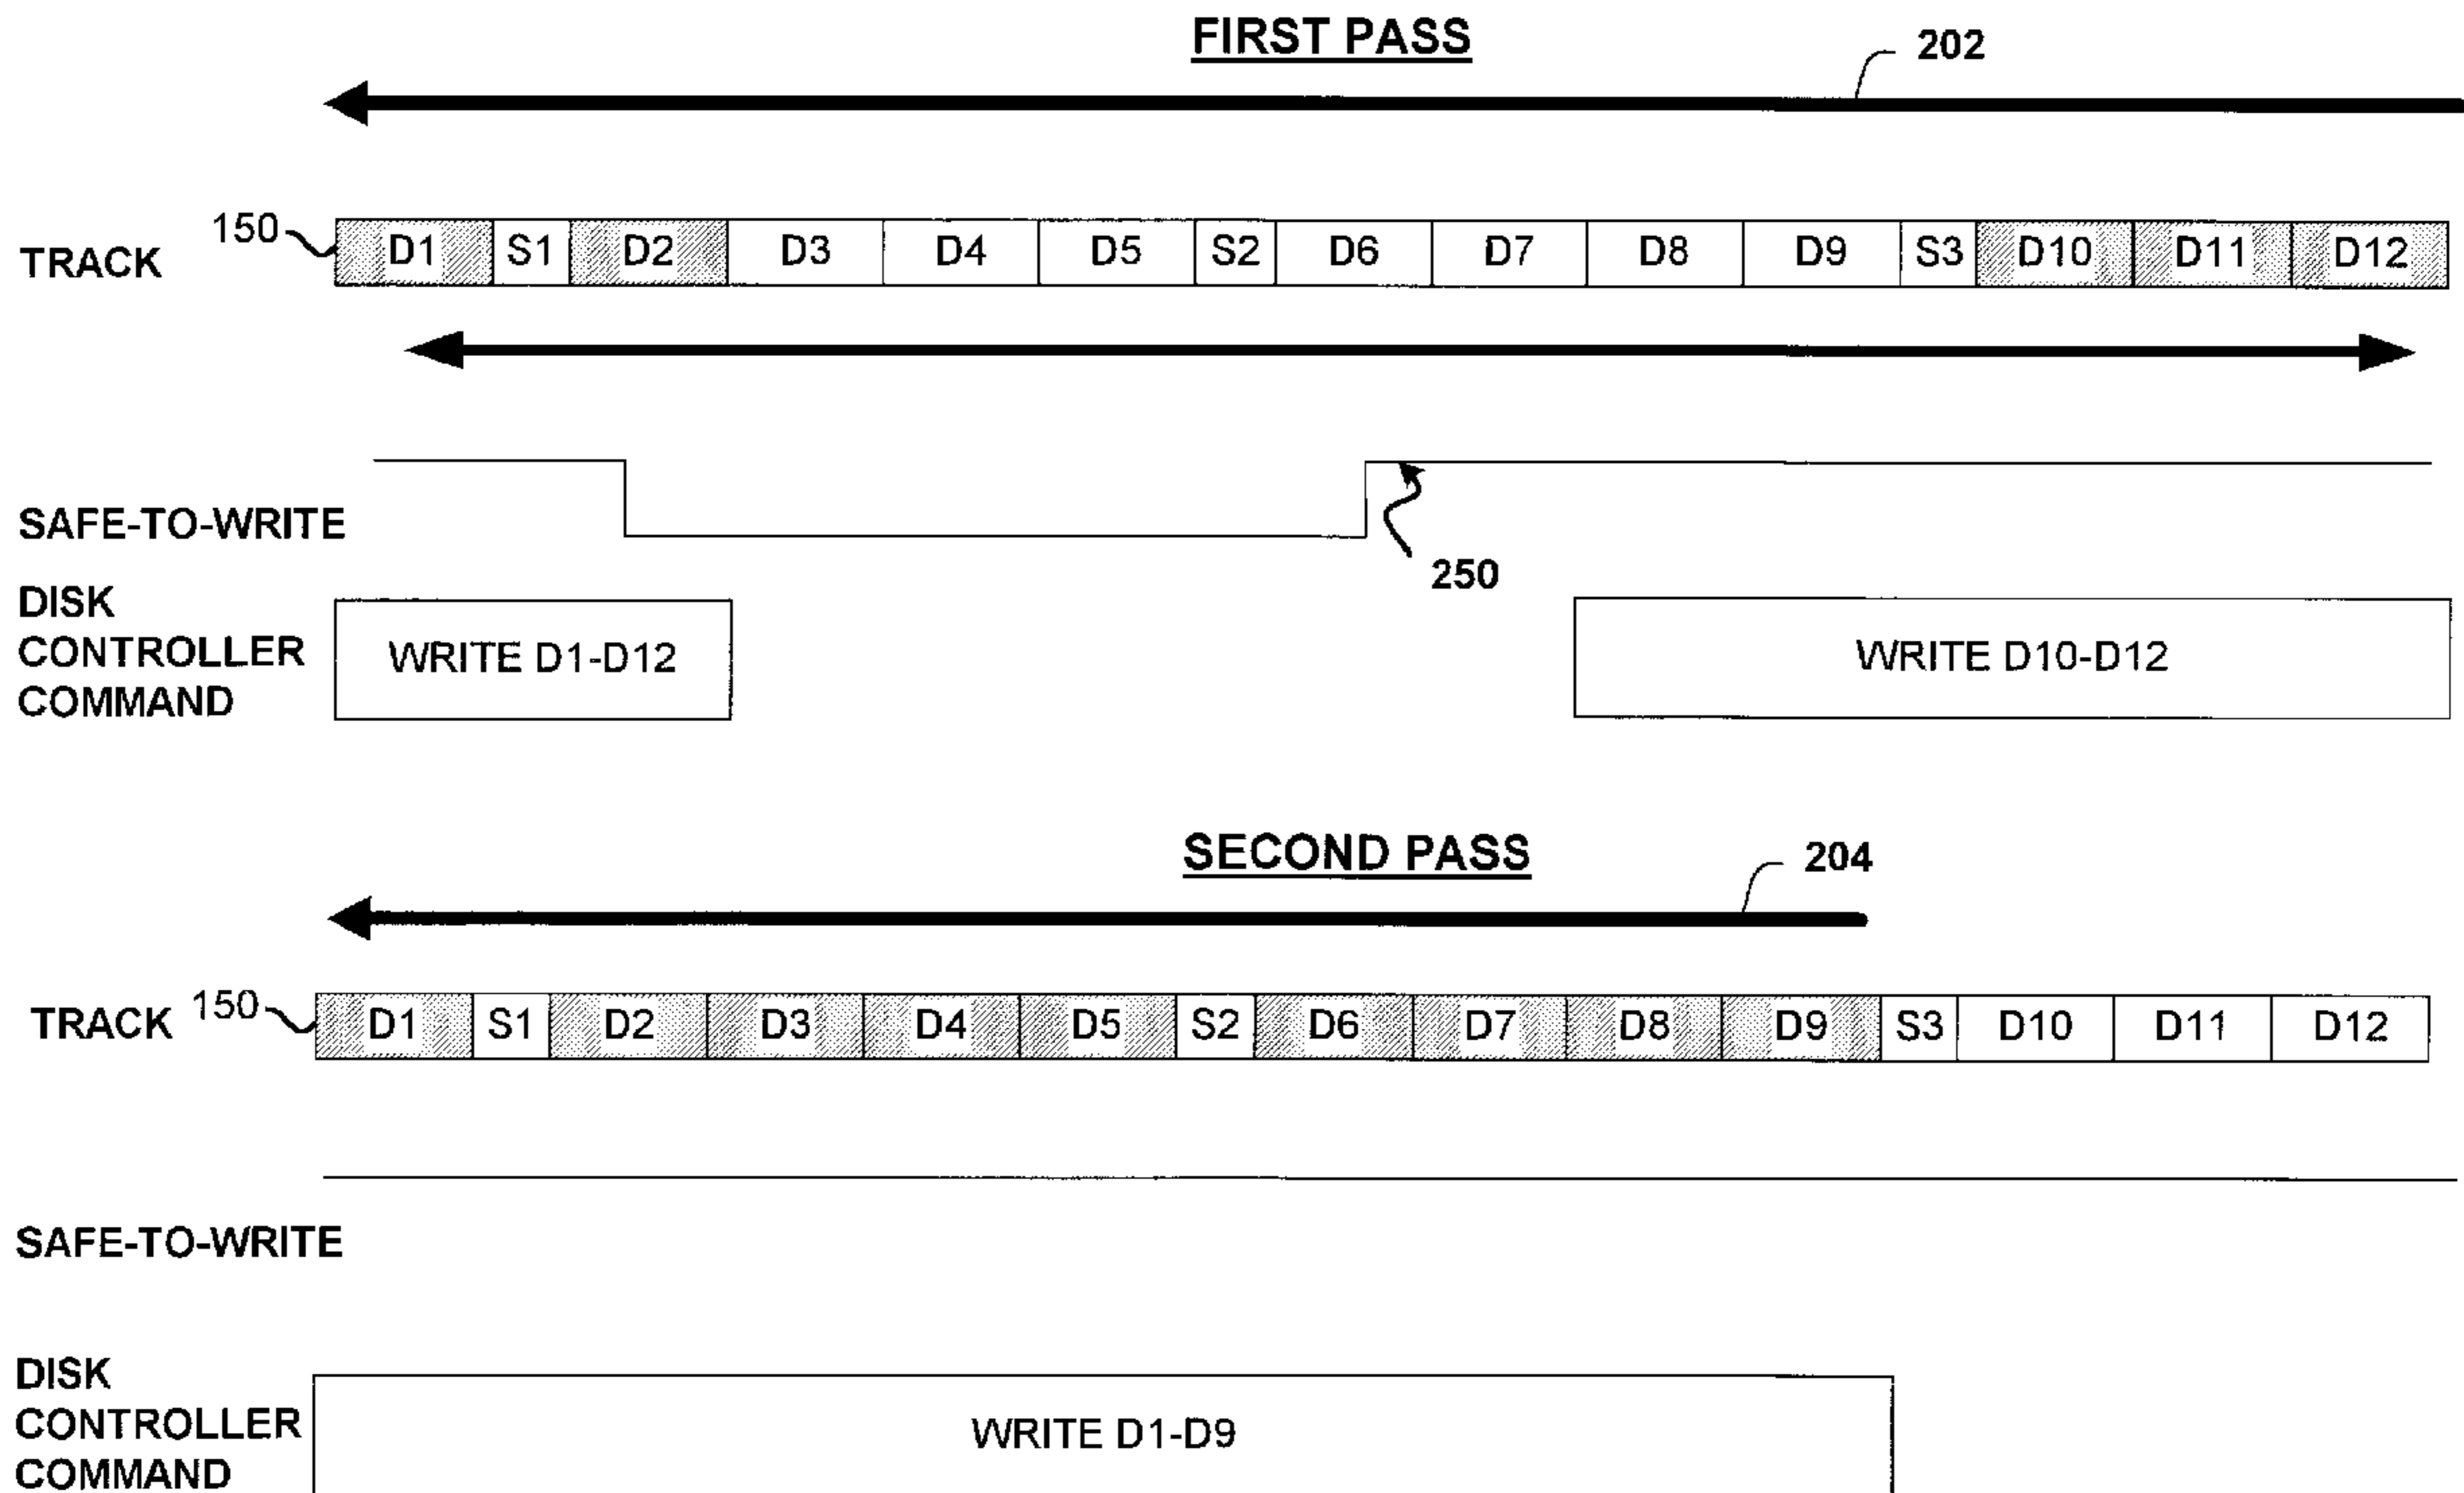 FIRST PASS
202
TRACK 150 D1 S1 D2 D3 D4 D5 S2 D6 D7 D8 D9 S3 D10 D11 D12
SAFE-TO-WRITE
250
DISK
CONTROLLER
COMMAND
WRITE D1-D12
WRITE D10-D12
SECOND PASS
204
TRACK 150 D1 S1 D2 D3 D4 D5 S2 D6 D7 D8 D9 S3 D10 D11 D12
SAFE-TO-WRITE
DISK
CONTROLLER
COMMAND
WRITE D1-D9